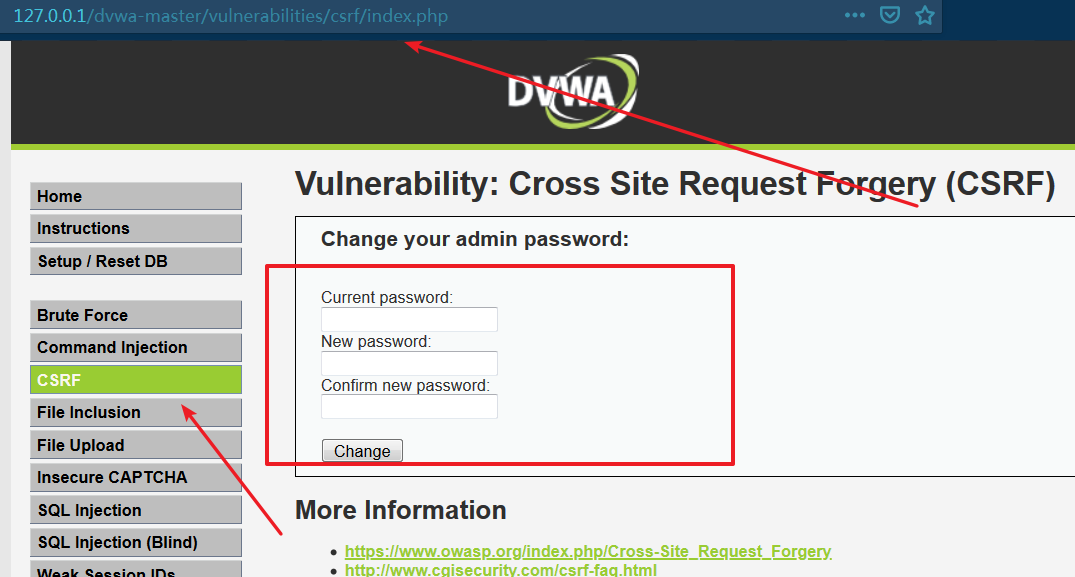 127.0.0.1/dvwa-master/vulnerabilities/csrf/index.php
DVWA
Home
Instructions
Setup / Reset DB
Brute Force
Command Injection
CSRF
File Inclusion
File Upload
Insecure CAPTCHA
SQL Injection
SQL Injection (Blind)
Weak Session IDs
Vulnerability: Cross Site Request Forgery (CSRF)
Change your admin password:
Current password:
New password:
Confirm new password:
Change
More Information
https://www.owasp.org/index.php/Cross-Site_Request_Forgery
http://www.cgisecurity.com/csrf-faq.html